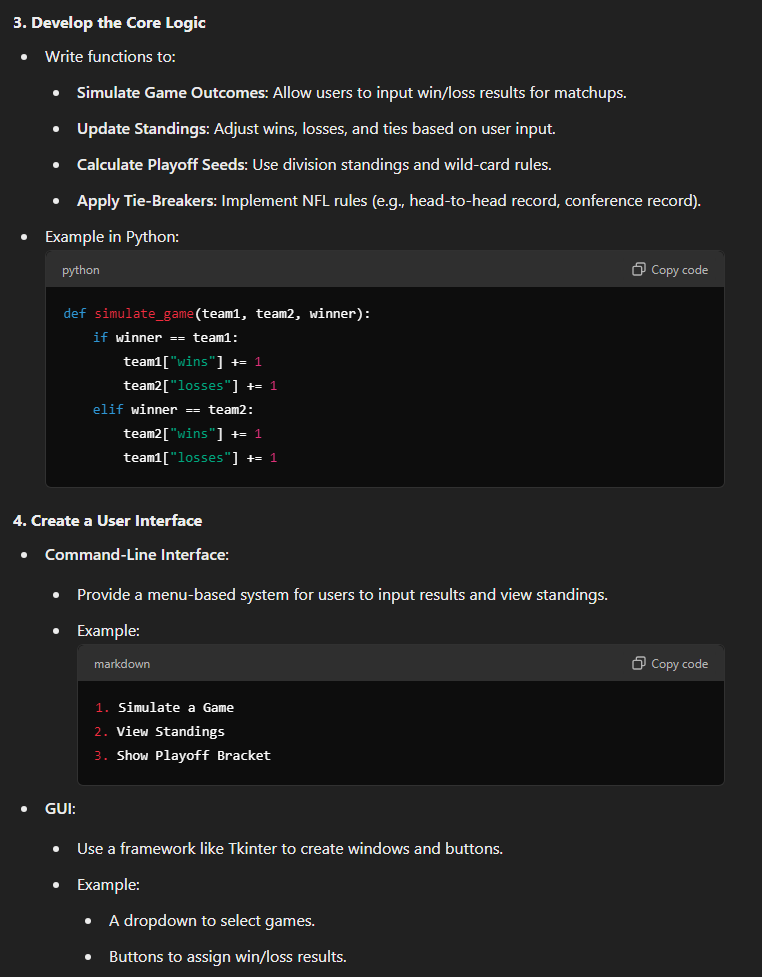 3. Develop the Core Logic
Write functions to:
Simulate Game Outcomes: Allow users to input win/loss results for matchups.
Update Standings: Adjust wins, losses, and ties based on user input.
Calculate Playoff Seeds: Use division standings and wild-card rules.
Apply Tie-Breakers: Implement NFL rules (e.g., head-to-head record, conference record).
Example in Python:
python Copy code
def simulate_game(team1, team2, winner):
    if winner == team1:
        team1["wins"] += 1
        team2["losses"] += 1
    elif winner == team2:
        team2["wins"] += 1
        team1["losses"] += 1
4. Create a User Interface
Command-Line Interface:
Provide a menu-based system for users to input results and view standings.
Example:
markdown Copy code
1. Simulate a Game
2. View Standings
3. Show Playoff Bracket
GUI:
Use a framework like Tkinter to create windows and buttons.
Example:
A dropdown to select games.
Buttons to assign win/loss results.